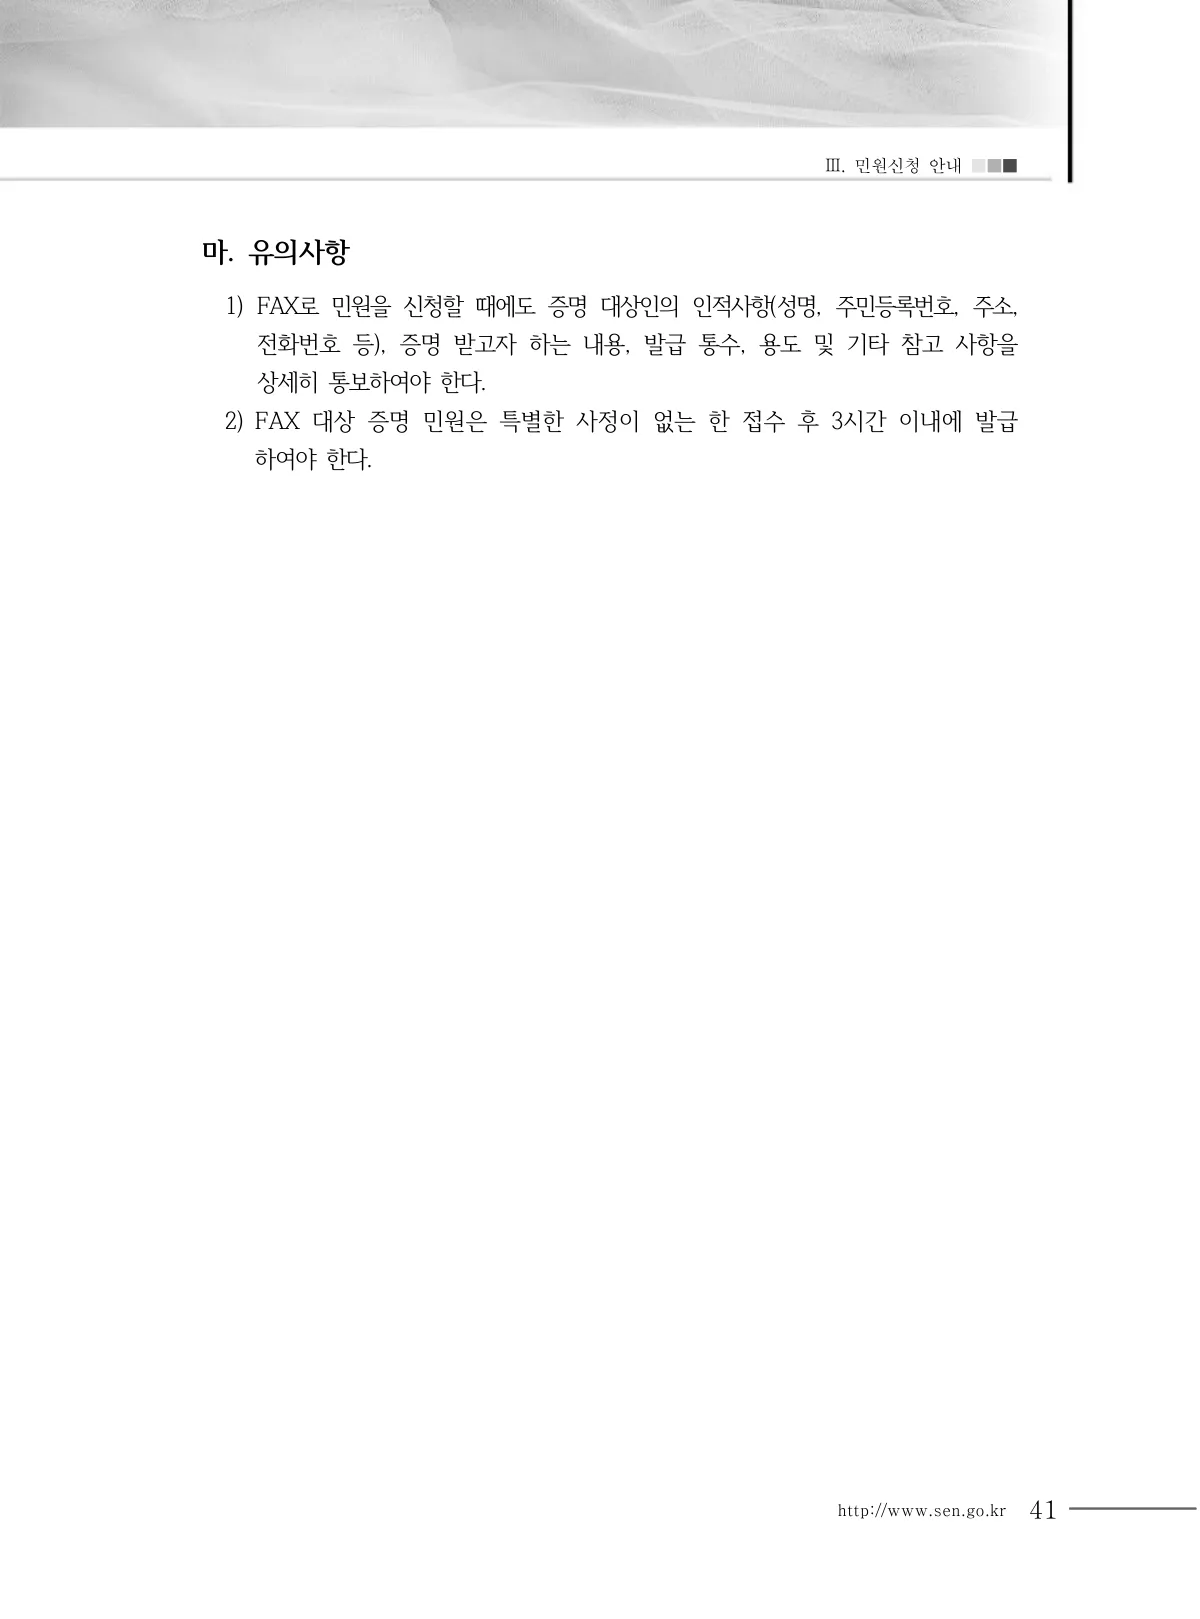 Ⅲ. 민원신청 안내
마. 유의사항
1) FAX로 민원을 신청할 때에도 증명 대상인의 인적사항(성명, 주민등록번호, 주소,
전화번호 등), 증명 받고자 하는 내용, 발급 통수, 용도 및 기타 참고 사항을
상세히 통보하여야 한다.
2) FAX 대상 증명 민원은 특별한 사정이 없는 한 접수 후 3시간 이내에 발급
하여야 한다.
http://www.sen.go.kr 41